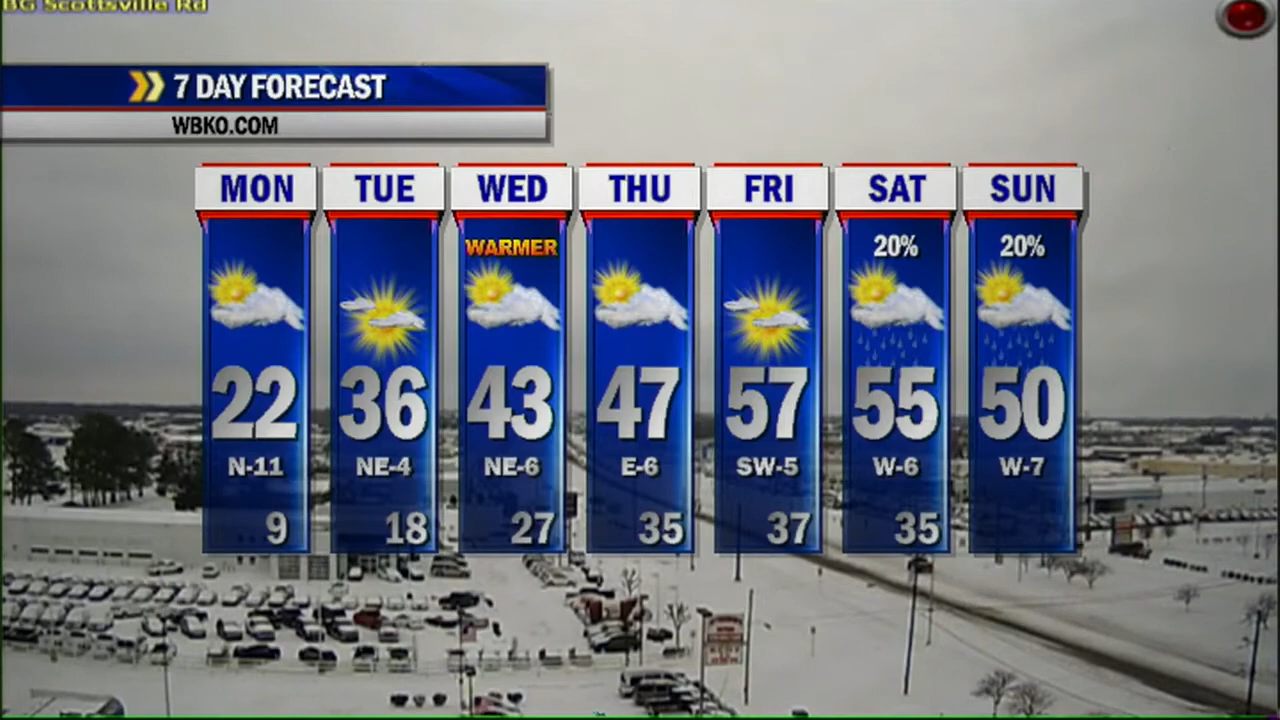 BG Scottsville Rd
7 DAY FORECAST
WBKO.COM
MON TUE WED THU FRI SAT SUN
WARMER 20% 20%
22 36 43 47 57 55 50
N-11 NE-4 NE-6 E-6 SW-5 W-6 W-7
9 18 27 35 37 35